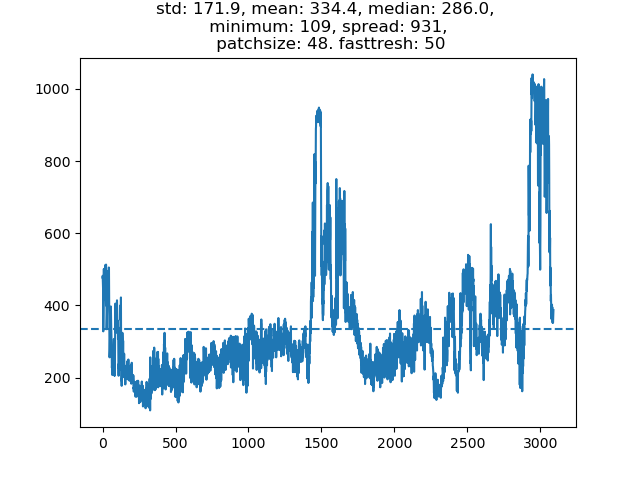 std: 171.9, mean: 334.4, median: 286.0,
minimum: 109, spread: 931,
patchsize: 48. fasttresh: 50
1000
800
600
400
200
0 500 1000 1500 2000 2500 3000